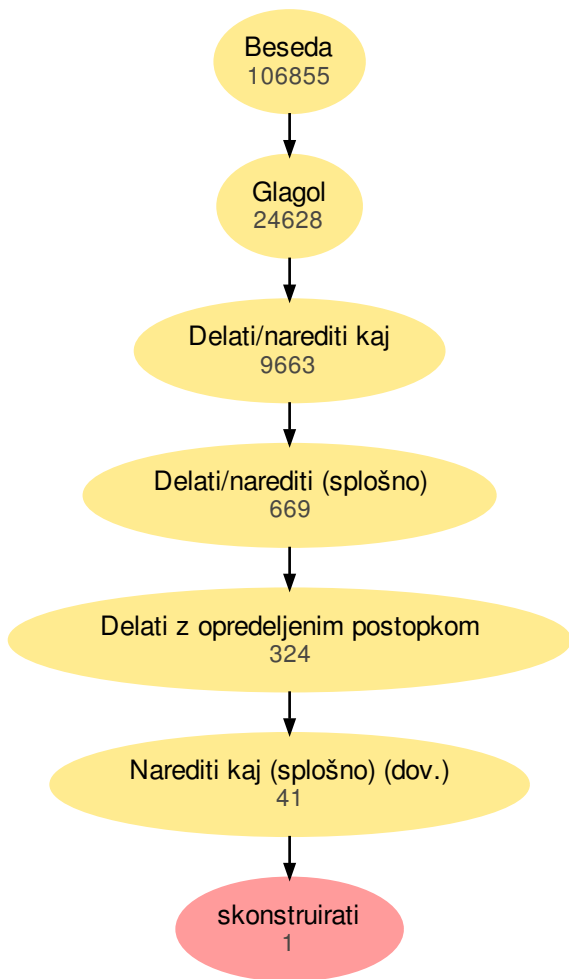 Beseda
106855
Glagol
24628
Delati/narediti kaj
9663
Delati/narediti (splošno)
669
Delati z opredeljenim postopkom
324
Narediti kaj (splošno) (dov.)
41
skonstruirati
1